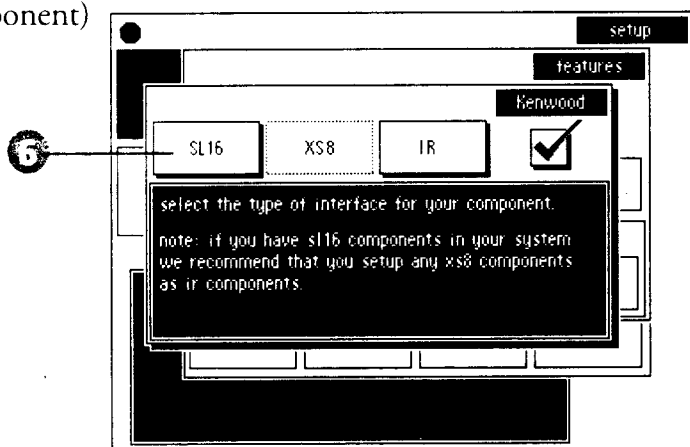 ponent)
setup
features
Kenwood
6
SL16 XS8 IR
select the type of interface for your component.
note: if you have sl16 components in your system
we recommend that you setup any xs8 components
as ir components.